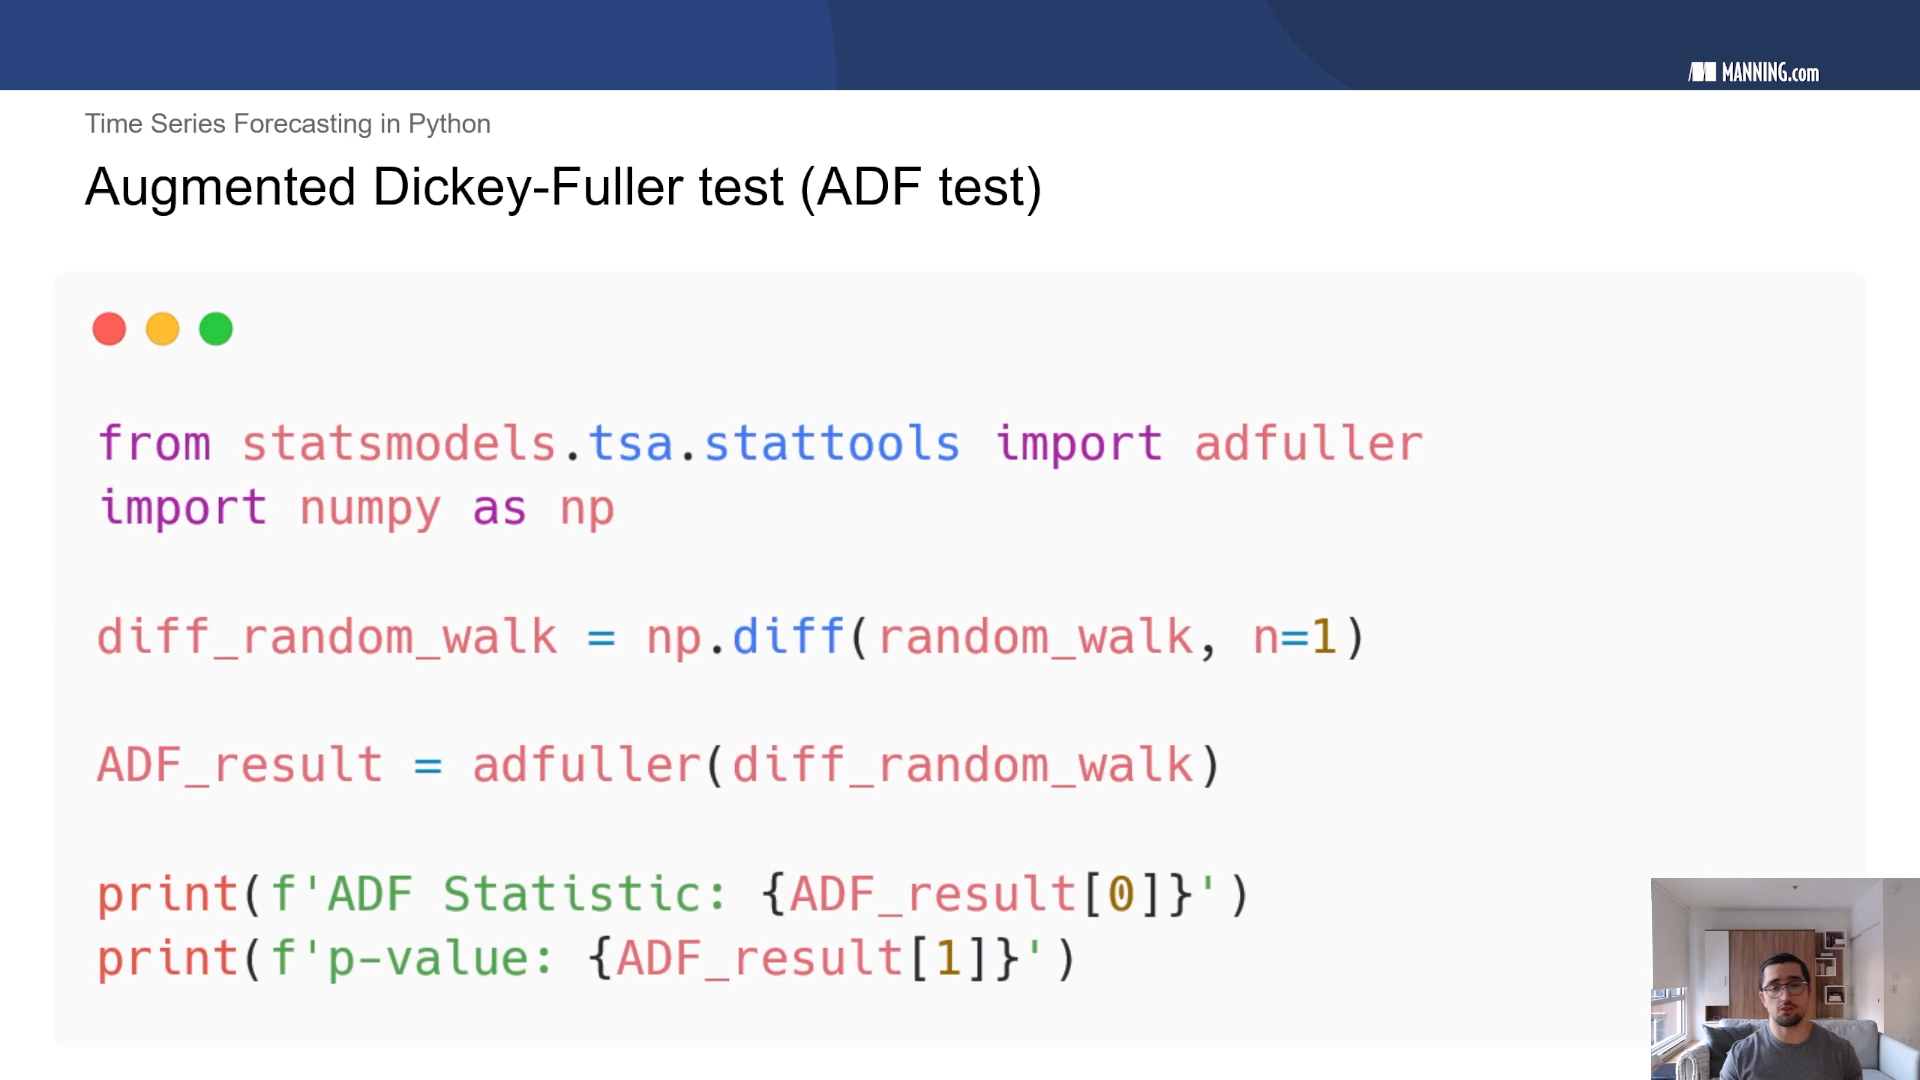 MANNING.com
Time Series Forecasting in Python
Augmented Dickey-Fuller test (ADF test)
from statsmodels.tsa.stattools import adfuller
import numpy as np
diff_random_walk = np.diff(random_walk, n=1)
ADF_result = adfuller(diff_random_walk)
print(f'ADF Statistic: {ADF_result[0]}')
print(f'p-value: {ADF_result[1]}')